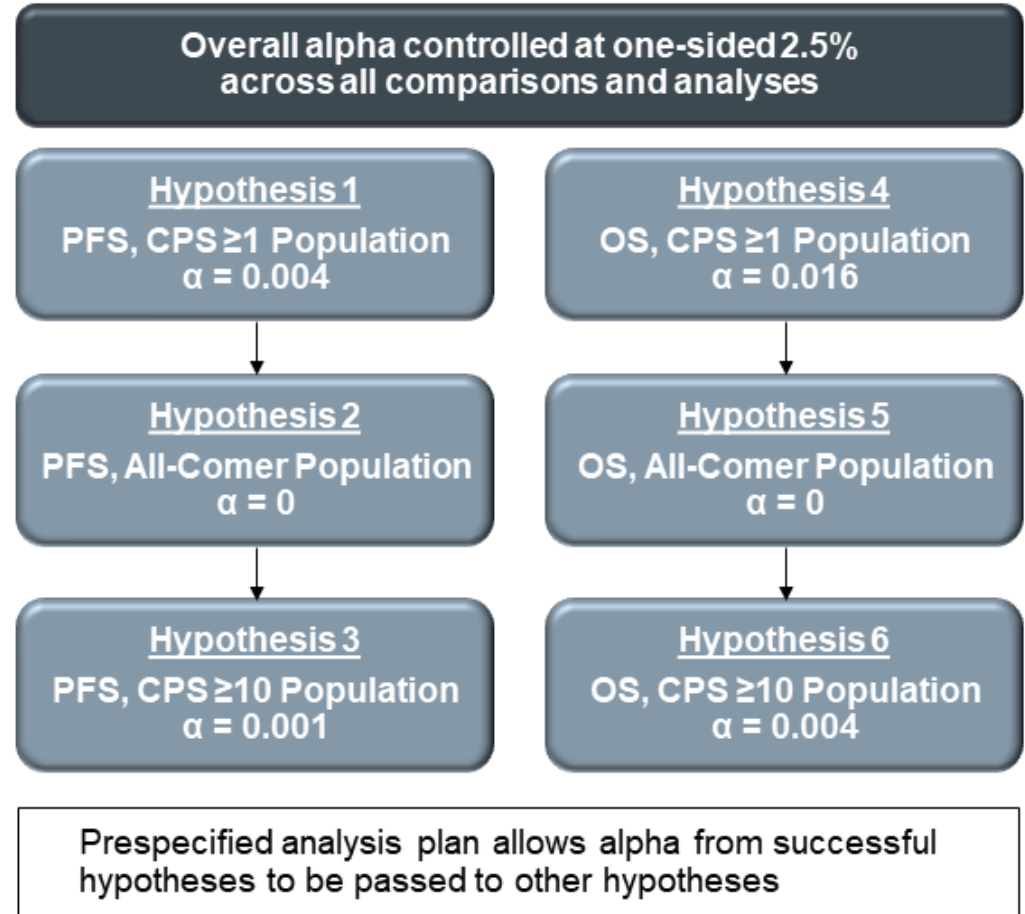 Overall alpha controlled at one-sided 2.5%
across all comparisons and analyses
Hypothesis 1
PFS, CPS ≥1 Population
α = 0.004
Hypothesis 2
PFS, All-Comer Population
α = 0
Hypothesis 3
PFS, CPS ≥10 Population
α = 0.001
Hypothesis 4
OS, CPS ≥1 Population
α = 0.016
Hypothesis 5
OS, All-Comer Population
α = 0
Hypothesis 6
OS, CPS ≥10 Population
α = 0.004
Prespecified analysis plan allows alpha from successful
hypotheses to be passed to other hypotheses